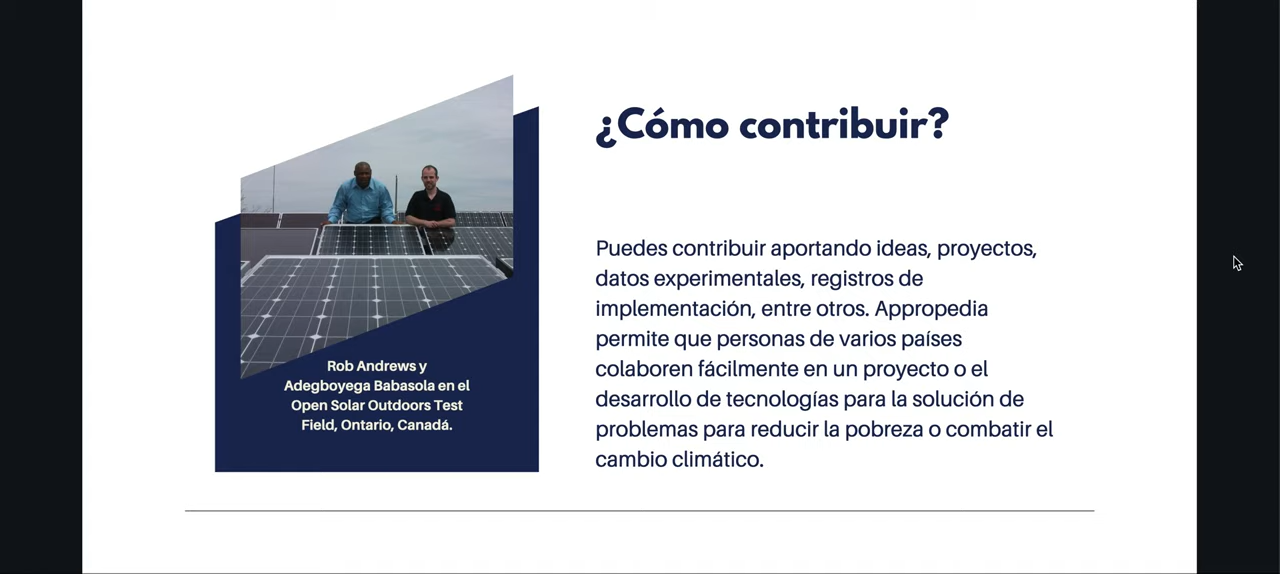 ¿Cómo contribuir?
Puedes contribuir aportando ideas, proyectos,
datos experimentales, registros de
implementación, entre otros. Appropedia
permite que personas de varios países
colaboren fácilmente en un proyecto o el
desarrollo de tecnologías para la solución de
problemas para reducir la pobreza o combatir el
cambio climático.
Rob Andrews y
Adegboyega Babasola en el
Open Solar Outdoors Test
Field, Ontario, Canadá.